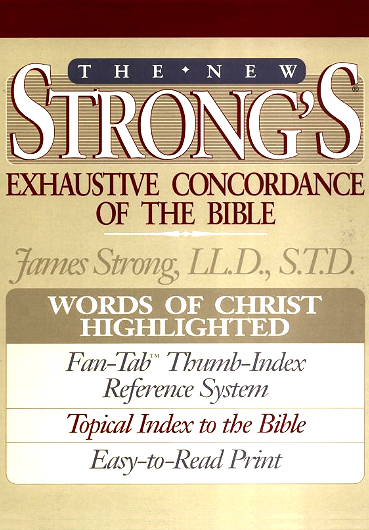 THE • NEW
STRONG'S®
EXHAUSTIVE CONCORDANCE
OF THE BIBLE
James Strong, LL.D., S.T.D.
WORDS OF CHRIST
HIGHLIGHTED
Fan-Tab™ Thumb-Index
Reference System
Topical Index to the Bible
Easy-to-Read Print